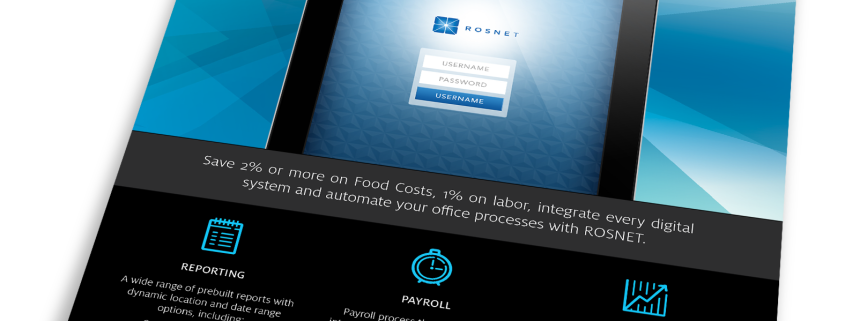 ROSNET
USERNAME
PASSWORD
USERNAME
Save 2% or more on Food Costs, 1% on labor, integrate every digital
system and automate your office processes with ROSNET.
REPORTING
A wide range of prebuilt reports with
dynamic location and date range
options, including:
PAYROLL
Payroll process